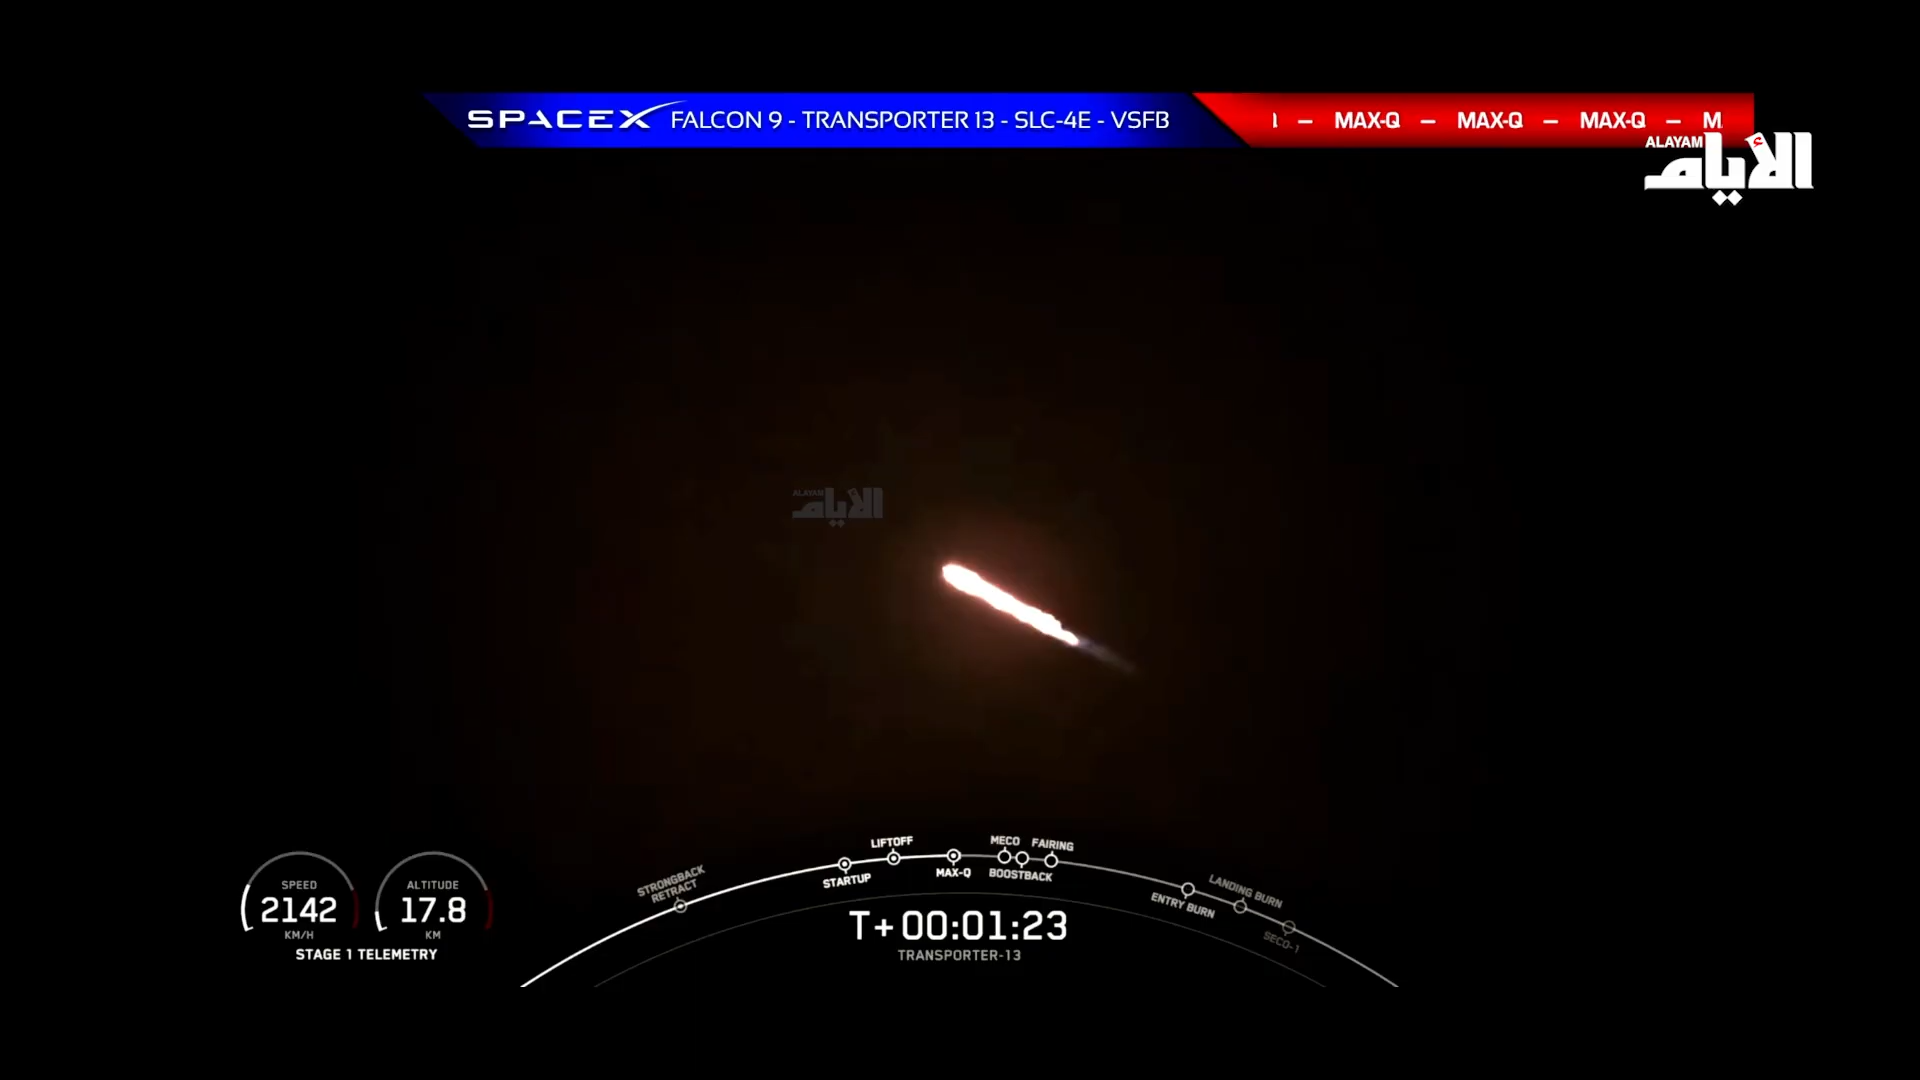 SPACEX FALCON 9 - TRANSPORTER 13 - SLC-4E - VSFB
— MAX-Q — MAX-Q — MAX-Q — M
ALAYAM
الأيام
ALAYAM
الأيام
LIFTOFF
MECO
FAIRING
STRONGBACK
RETRACT
STARTUP
MAX-Q
BOOSTBACK
ENTRY BURN
LANDING BURN
SECO-1
SPEED
2142
KM/H
ALTITUDE
17.8
KM
STAGE 1 TELEMETRY
T+ 00:01:23
TRANSPORTER-13